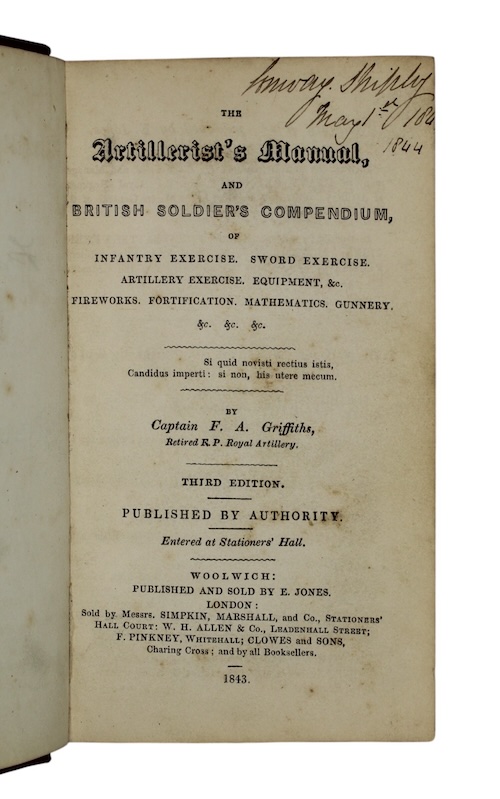 Conway. Shipley
May 1st 184
1844
THE
Artillerist's Manual,
AND
BRITISH SOLDIER'S COMPENDIUM,
OF
INFANTRY EXERCISE. SWORD EXERCISE.
ARTILLERY EXERCISE. EQUIPMENT, &c.
FIREWORKS. FORTIFICATION. MATHEMATICS. GUNNERY.
&c. &c. &c.
Si quid novisti rectius istis,
Candidus imperti: si non, his utere mecum.
BY
Captain F. A. Griffiths,
Retired R. P. Royal Artillery.
THIRD EDITION.
PUBLISHED BY AUTHORITY.
Entered at Stationers' Hall.
WOOLWICH:
PUBLISHED AND SOLD BY E. JONES.
LONDON:
Sold by Messrs. SIMPKIN, MARSHALL, and Co., STATIONERS'
HALL COURT: W. H. ALLEN & Co., LEADENHALL STREET;
F. PINKNEY, WHITEHALL; CLOWES and SONS,
Charing Cross; and by all Booksellers.
1843.